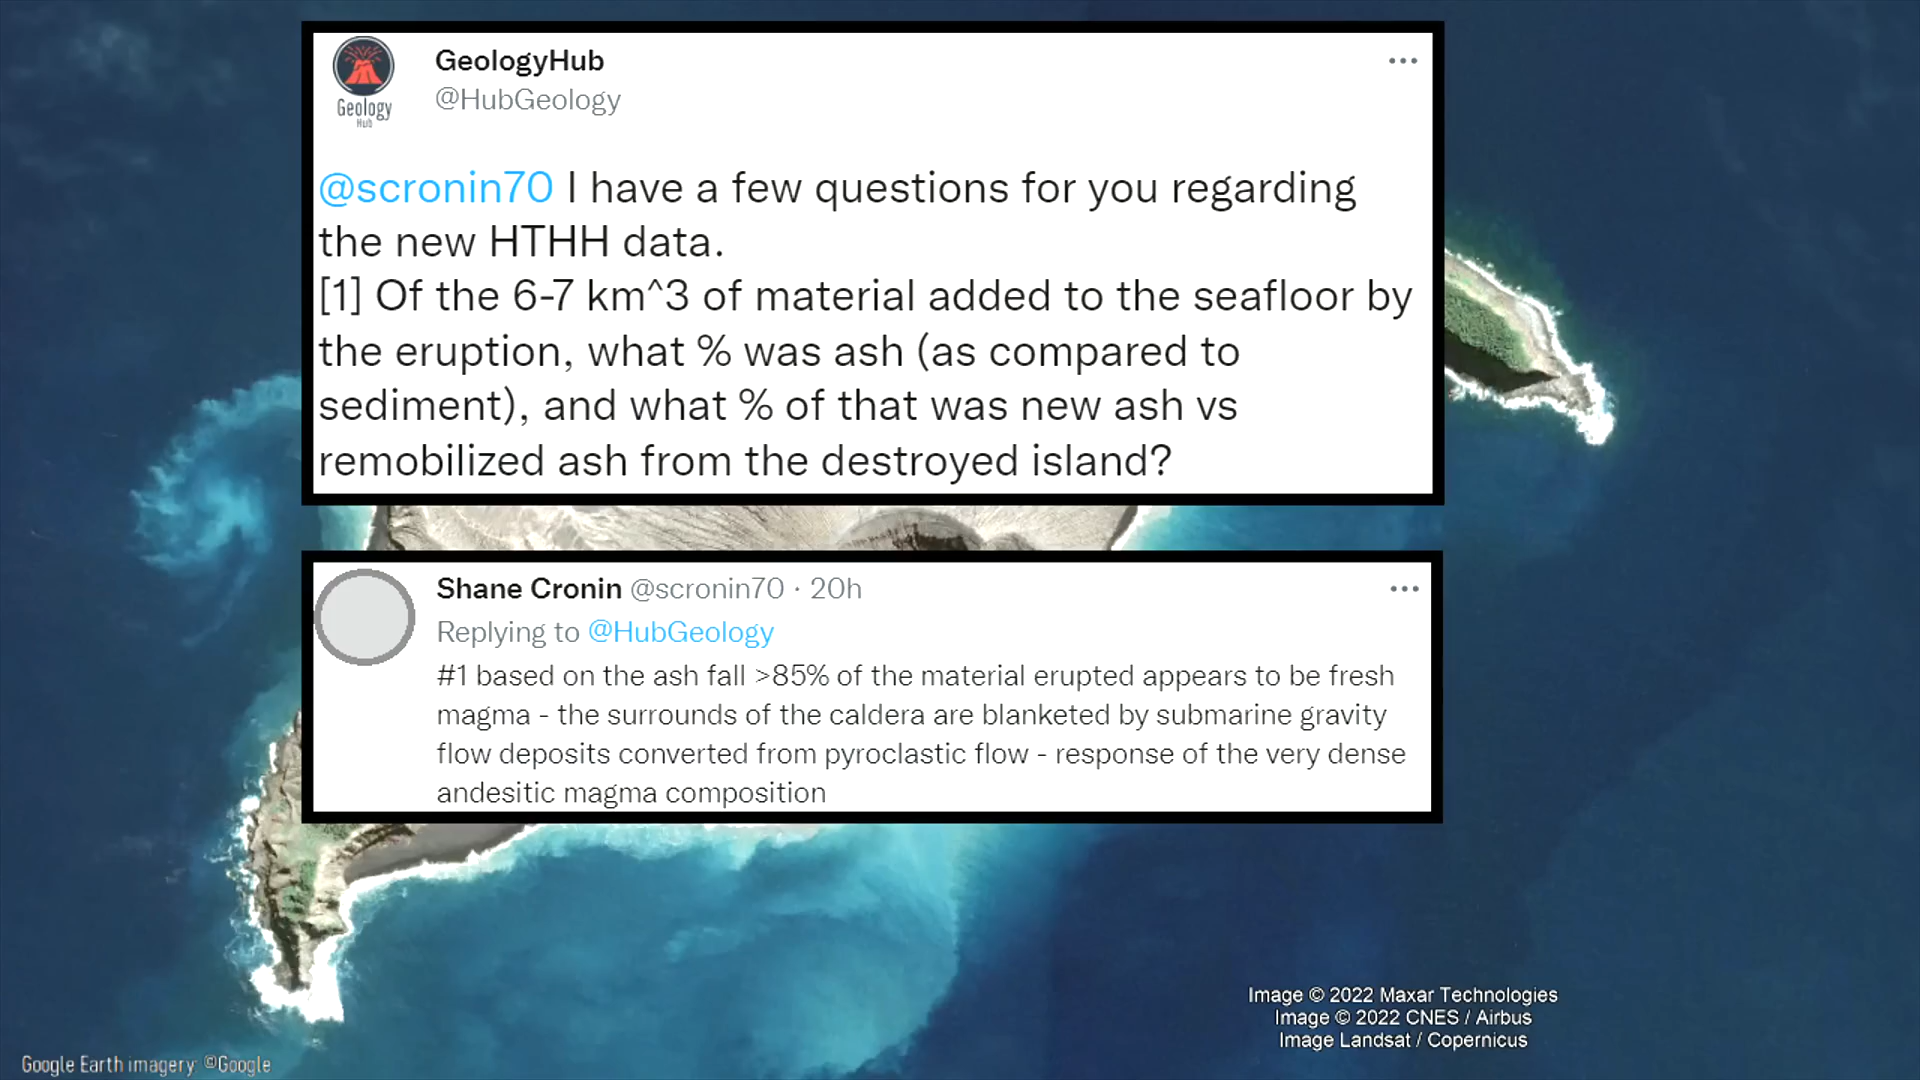 GeologyHub
@HubGeology
Geology
Hub
@scronin70 I have a few questions for you regarding
the new HTHH data.
[1] Of the 6-7 km^3 of material added to the seafloor by
the eruption, what % was ash (as compared to
sediment), and what % of that was new ash vs
remobilized ash from the destroyed island?
Shane Cronin @scronin70 · 20h
Replying to @HubGeology
#1 based on the ash fall >85% of the material erupted appears to be fresh
magma - the surrounds of the caldera are blanketed by submarine gravity
flow deposits converted from pyroclastic flow - response of the very dense
andesitic magma composition
Image © 2022 Maxar Technologies
Image © 2022 CNES / Airbus
Image Landsat / Copernicus
Google Earth imagery: ©Google